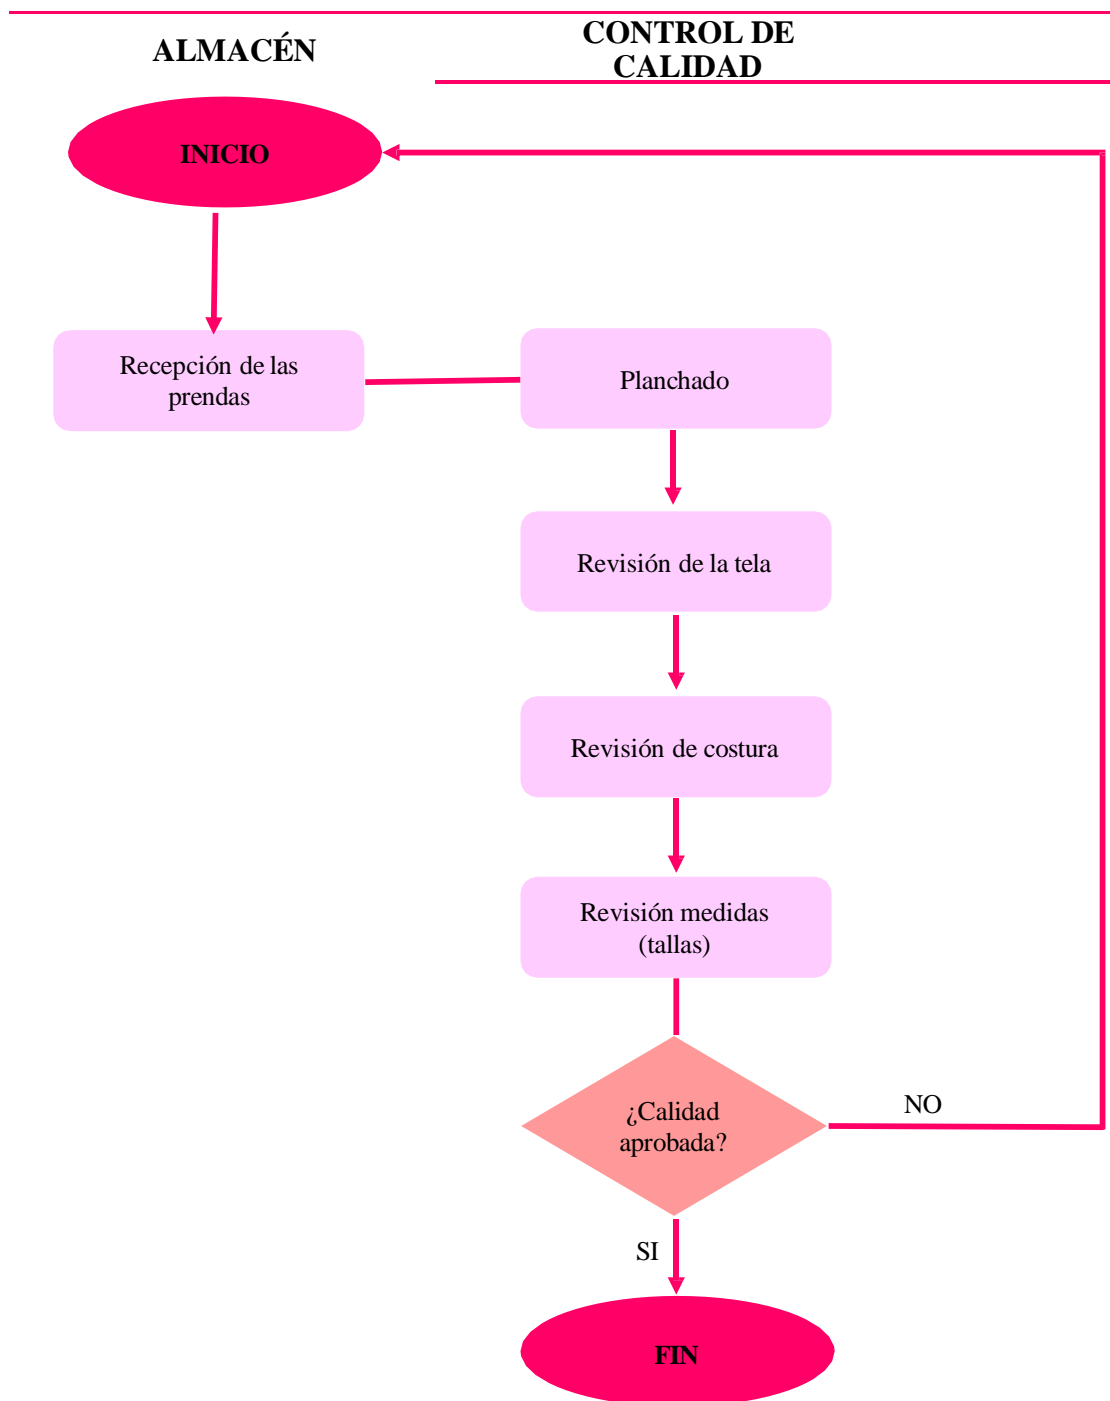 ALMACÉN
CONTROL DE
CALIDAD
INICIO
Recepción de las
prendas
Planchado
Revisión de la tela
Revisión de costura
Revisión medidas
(tallas)
¿Calidad
aprobada?
NO
SI
FIN